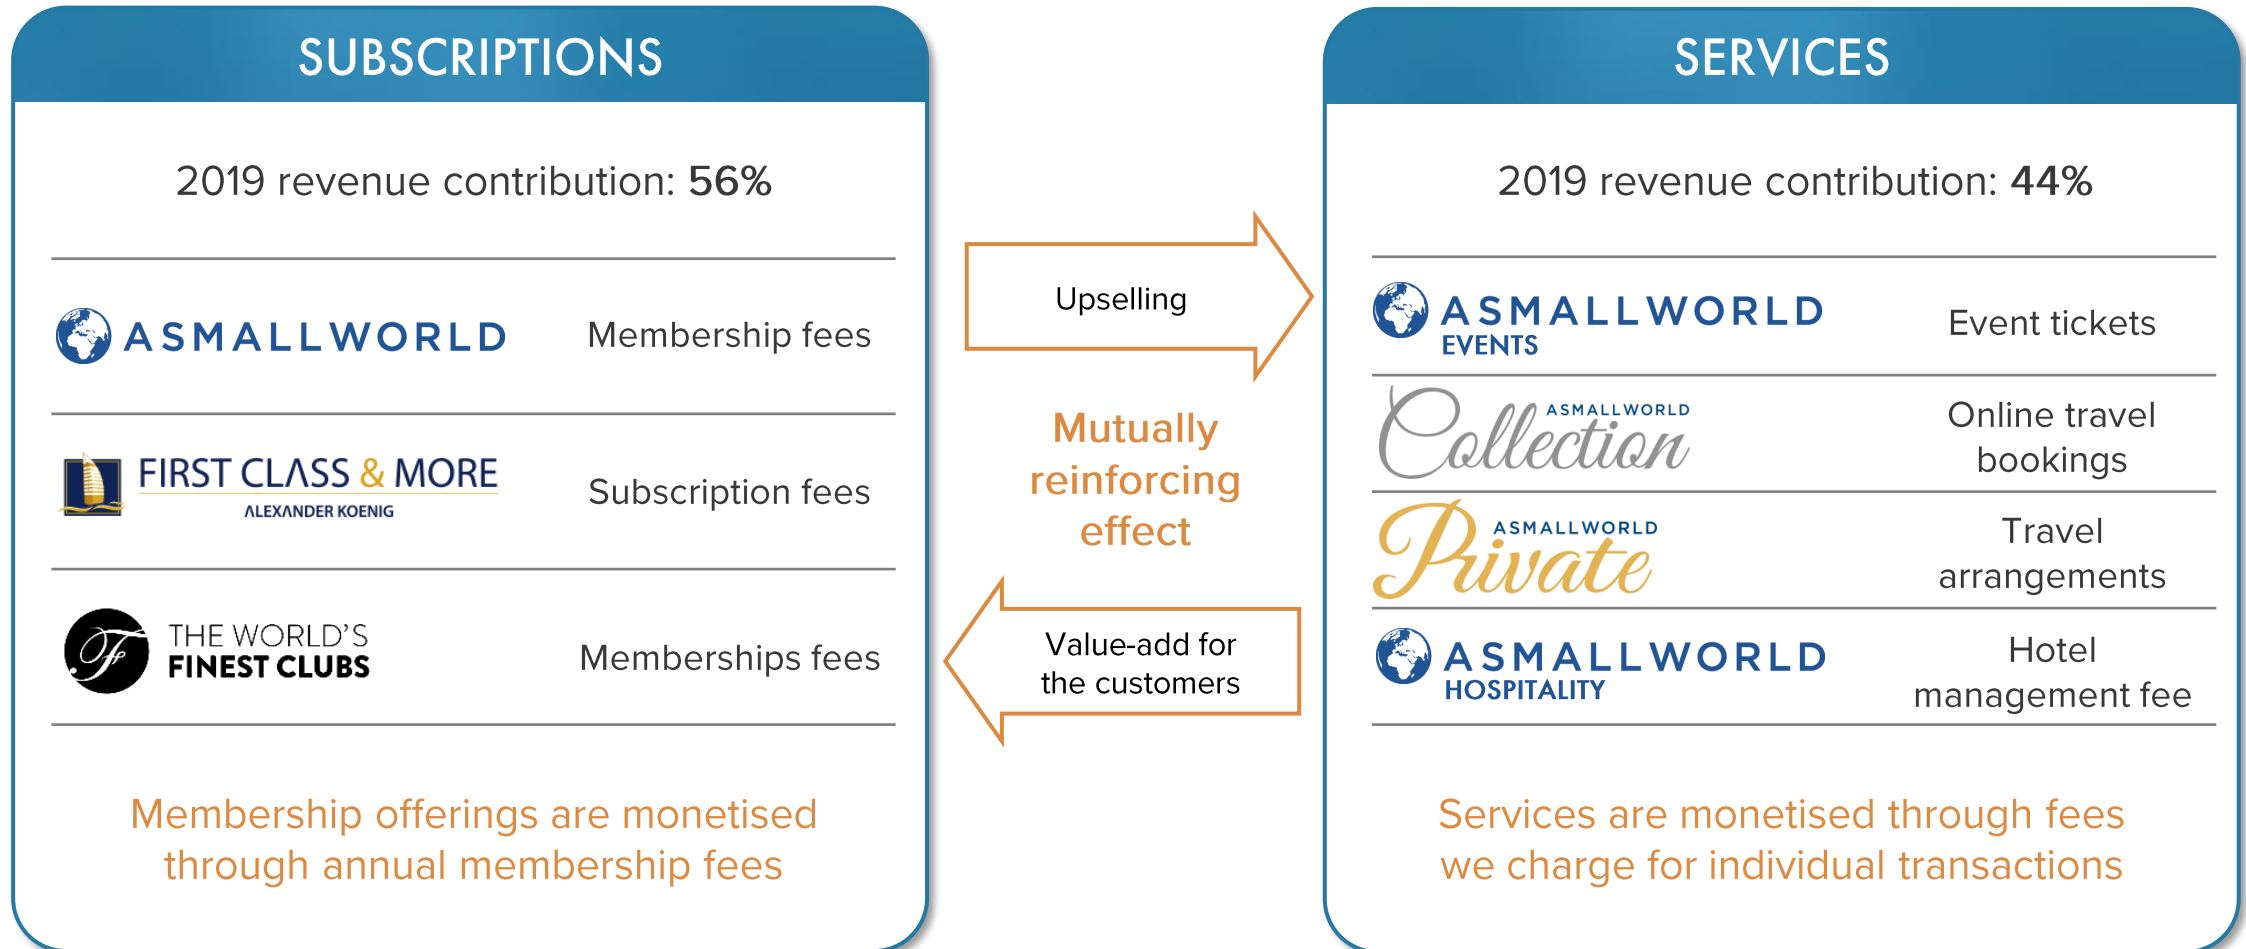 SUBSCRIPTIONS
2019 revenue contribution: 56%
ASMALLWORLD
Membership fees
FIRST CLASS & MORE
ALEXANDER KOENIG
Subscription fees
THE WORLD'S
FINEST CLUBS
Memberships fees
Membership offerings are monetised
through annual membership fees
Upselling
Mutually
reinforcing
effect
Value-add for
the customers
SERVICES
2019 revenue contribution: 44%
ASMALLWORLD
EVENTS
Event tickets
ASMALLWORLD
Collection
Online travel
bookings
ASMALLWORLD
Private
Travel
arrangements
ASMALLWORLD
HOSPITALITY
Hotel
management fee
Services are monetised through fees
we charge for individual transactions